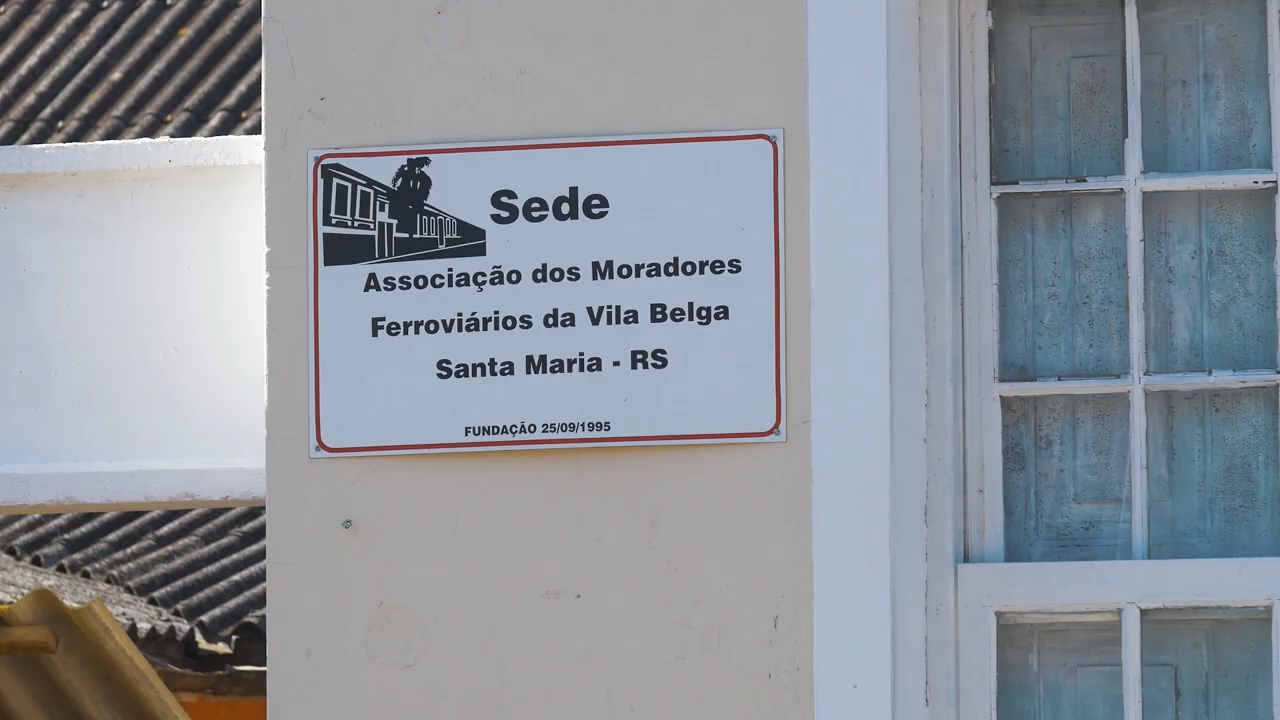 Sede
Associação dos Moradores
Ferroviários da Vila Belga
Santa Maria - RS
FUNDAÇÃO 25/09/1995